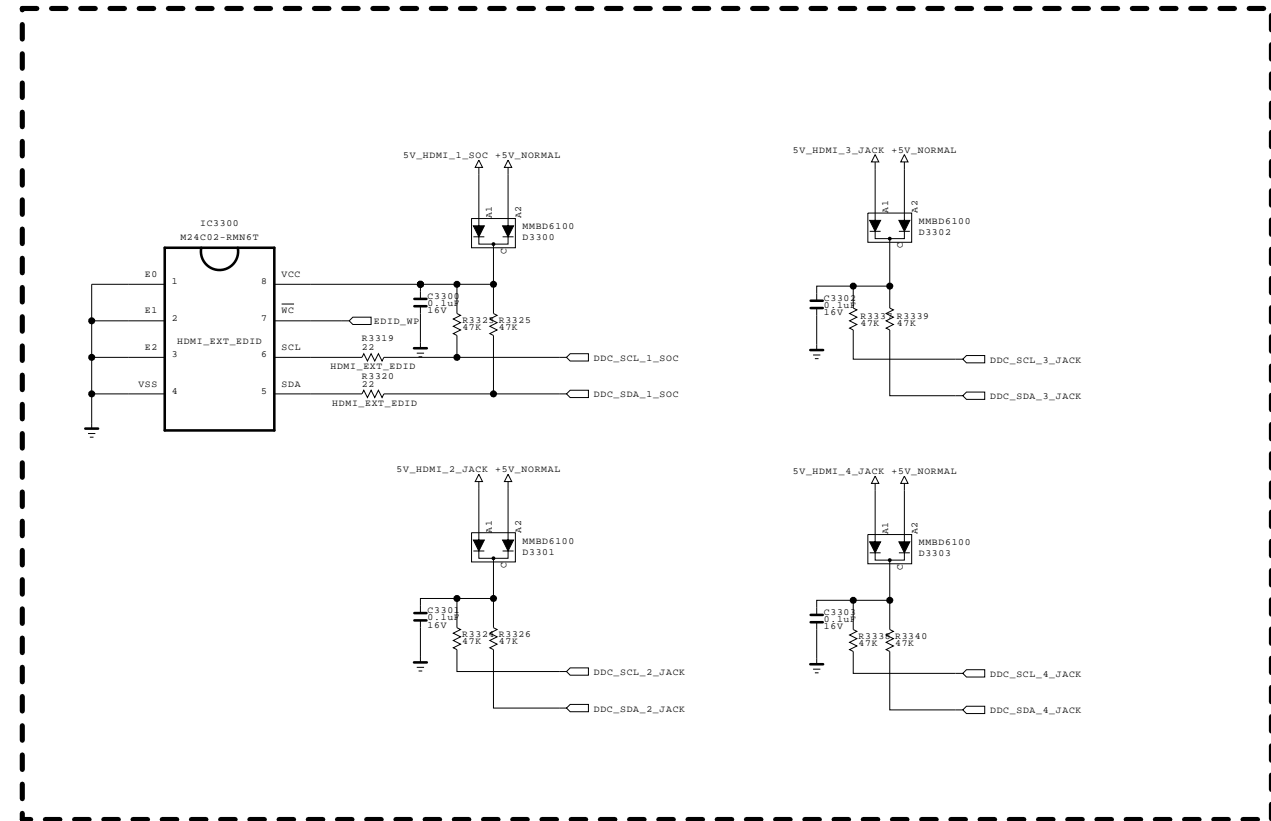 5V_HDMI_1_SOC +5V_NORMAL
A1
A2
MMBD6100
D3300
C
IC3300
M24C02-RMN6T
E0
1
8
VCC
E1
2
7
WC
EDID_WP
HDMI_EXT_EDID
E2
3
6
SCL
VSS
4
5
SDA
C3300
0.1uF
16V
47K
R3325
47K
R3319
22
HDMI_EXT_EDID
R3320
22
HDMI_EXT_EDID
DDC_SCL_1_SOC
DDC_SDA_1_SOC
5V_HDMI_3_JACK +5V_NORMAL
A1
A2
MMBD6100
D3302
C
C3302
0.1uF
16V
47K
R3339
47K
DDC_SCL_3_JACK
DDC_SDA_3_JACK
5V_HDMI_2_JACK +5V_NORMAL
A1
A2
MMBD6100
D3301
C
C3301
0.1uF
16V
47K
R3326
47K
DDC_SCL_2_JACK
DDC_SDA_2_JACK
5V_HDMI_4_JACK +5V_NORMAL
A1
A2
MMBD6100
D3303
C
C3303
0.1uF
16V
47K
R3340
47K
DDC_SCL_4_JACK
DDC_SDA_4_JACK